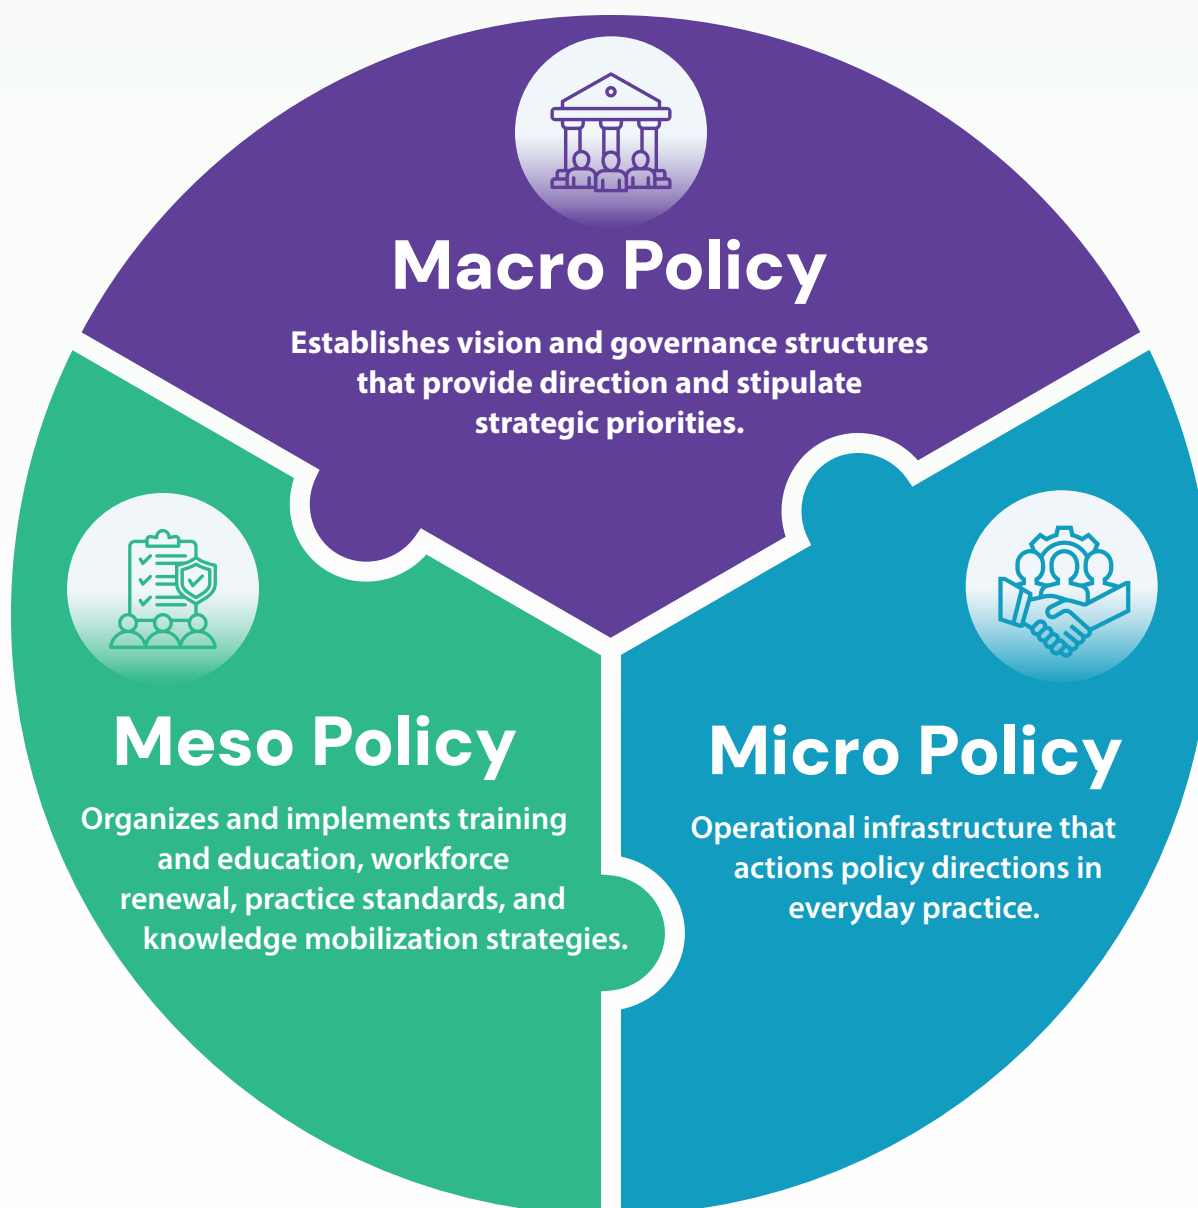 Macro Policy
Establishes vision and governance structures
that provide direction and stipulate
strategic priorities.
Meso Policy
Organizes and implements training
and education, workforce
renewal, practice standards, and
knowledge mobilization strategies.
Micro Policy
Operational infrastructure that
actions policy directions in
everyday practice.